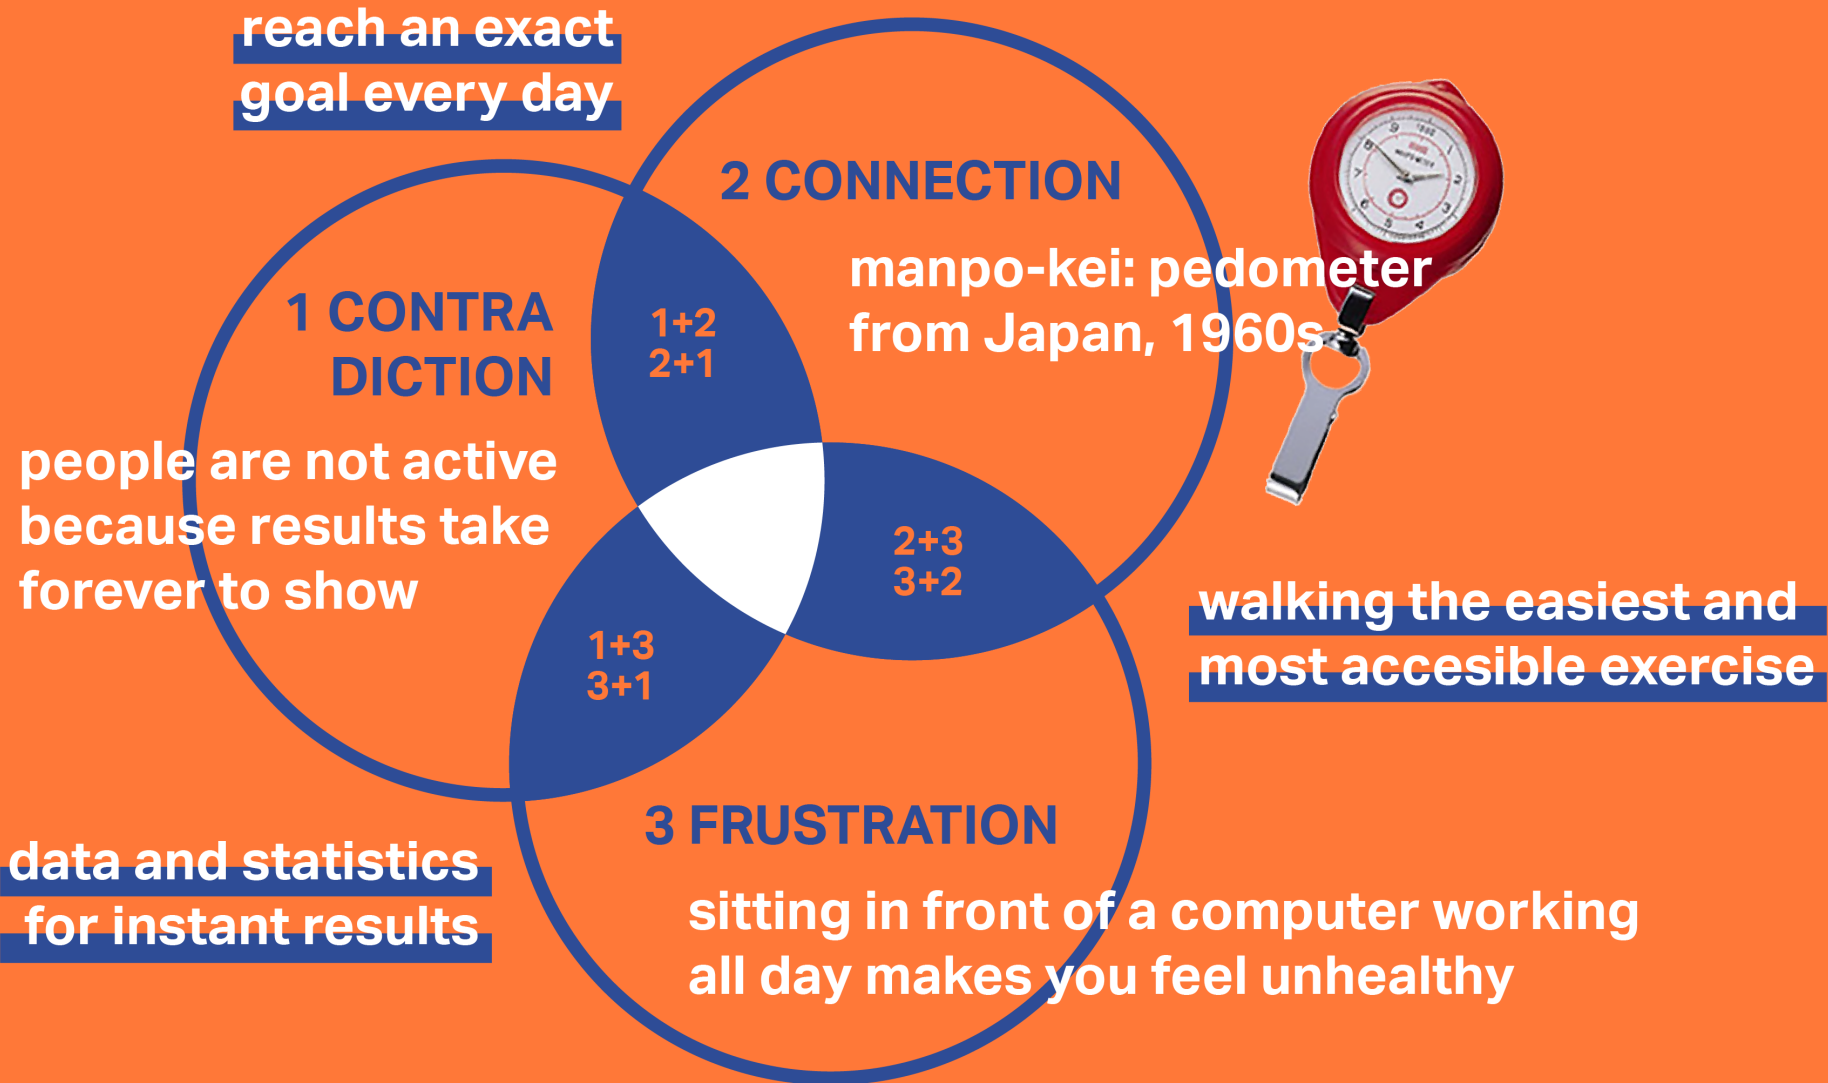 reach an exact
goal every day
2 CONNECTION
manpo-kei: pedometer
from Japan, 1960s
1 CONTRA
DICTION
people are not active
because results take
forever to show
1+2
2+1
2+3
3+2
1+3
3+1
walking the easiest and
most accesible exercise
data and statistics
for instant results
3 FRUSTRATION
sitting in front of a computer working
all day makes you feel unhealthy